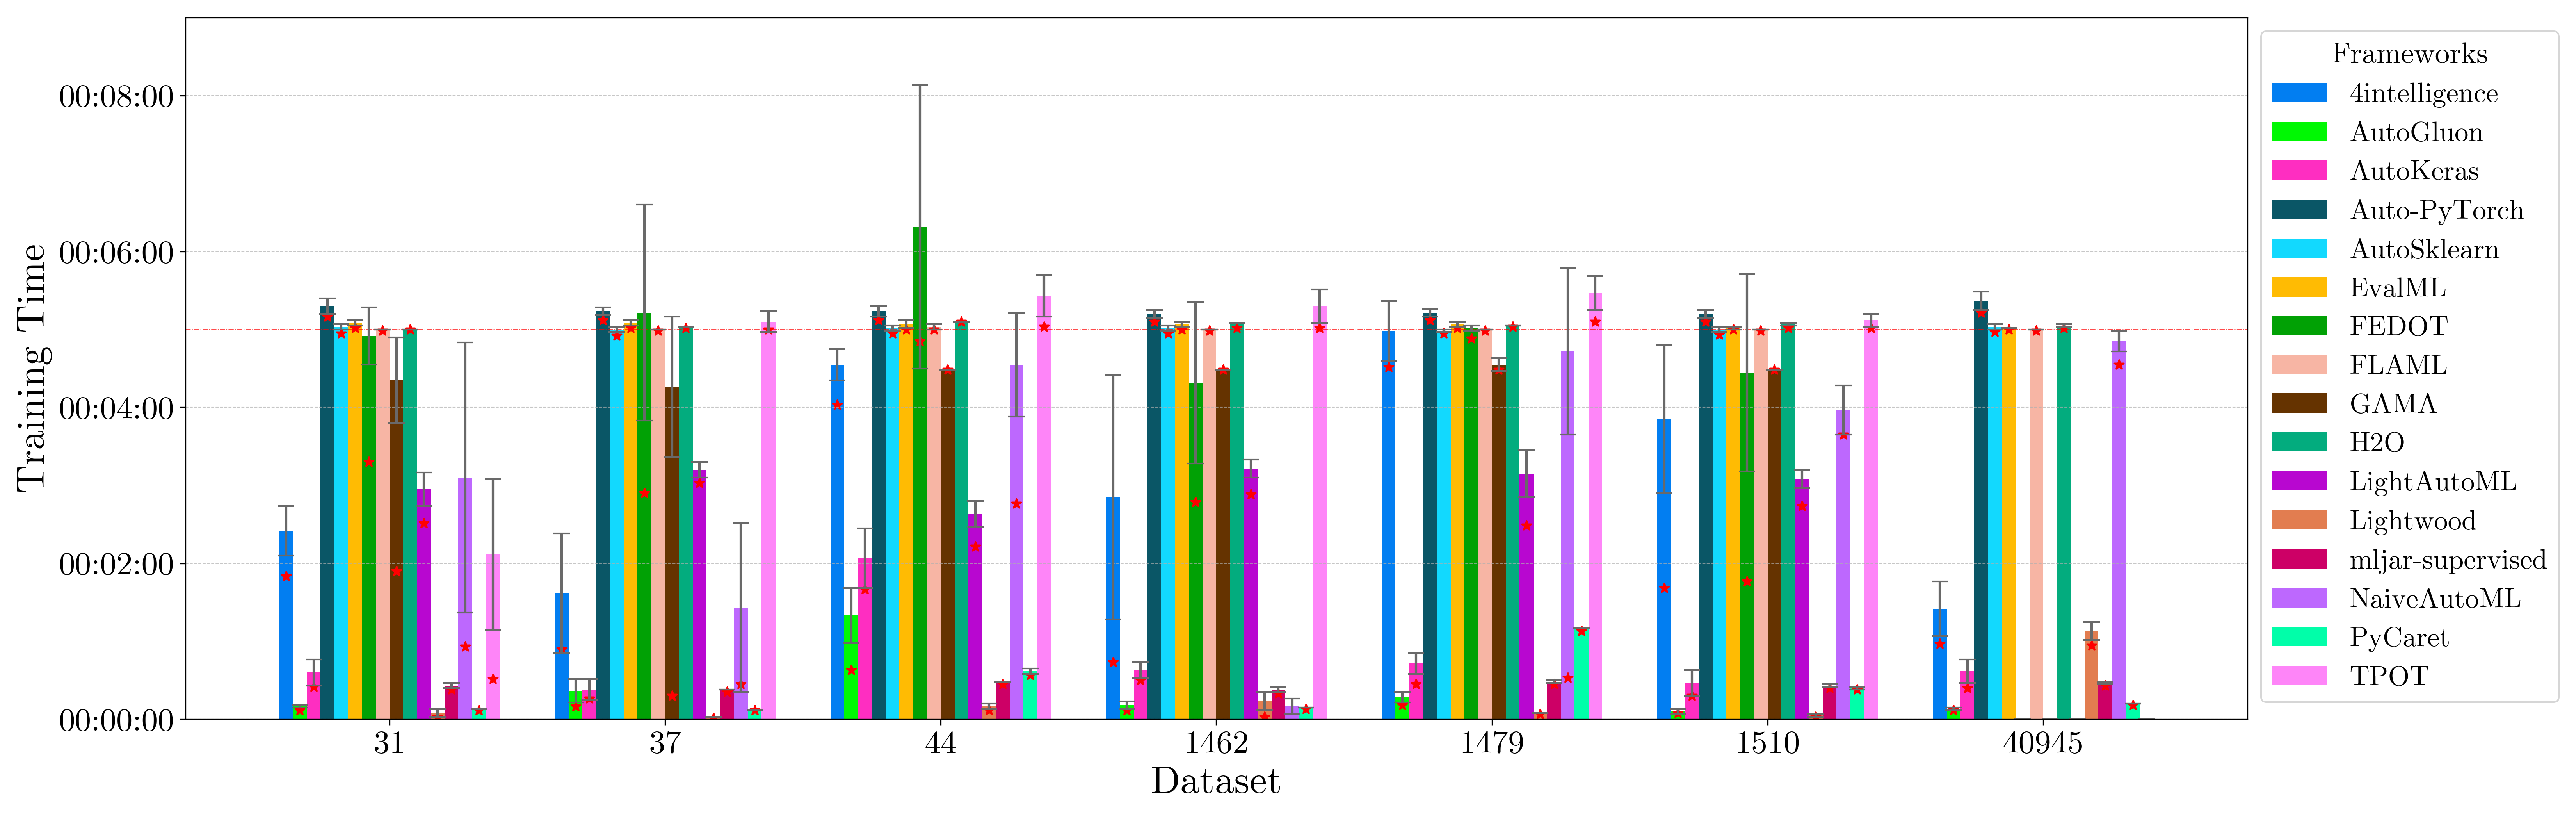 Training Time
00:08:00
00:06:00
00:04:00
00:02:00
00:00:00
31
37
44
1462
1479
1510
40945
Dataset
Frameworks
4intelligence
AutoGluon
AutoKeras
Auto-PyTorch
AutoSklearn
EvalML
FEDOT
FLAML
GAMA
H2O
LightAutoML
Lightwood
mljar-supervised
NaiveAutoML
PyCaret
TPOT